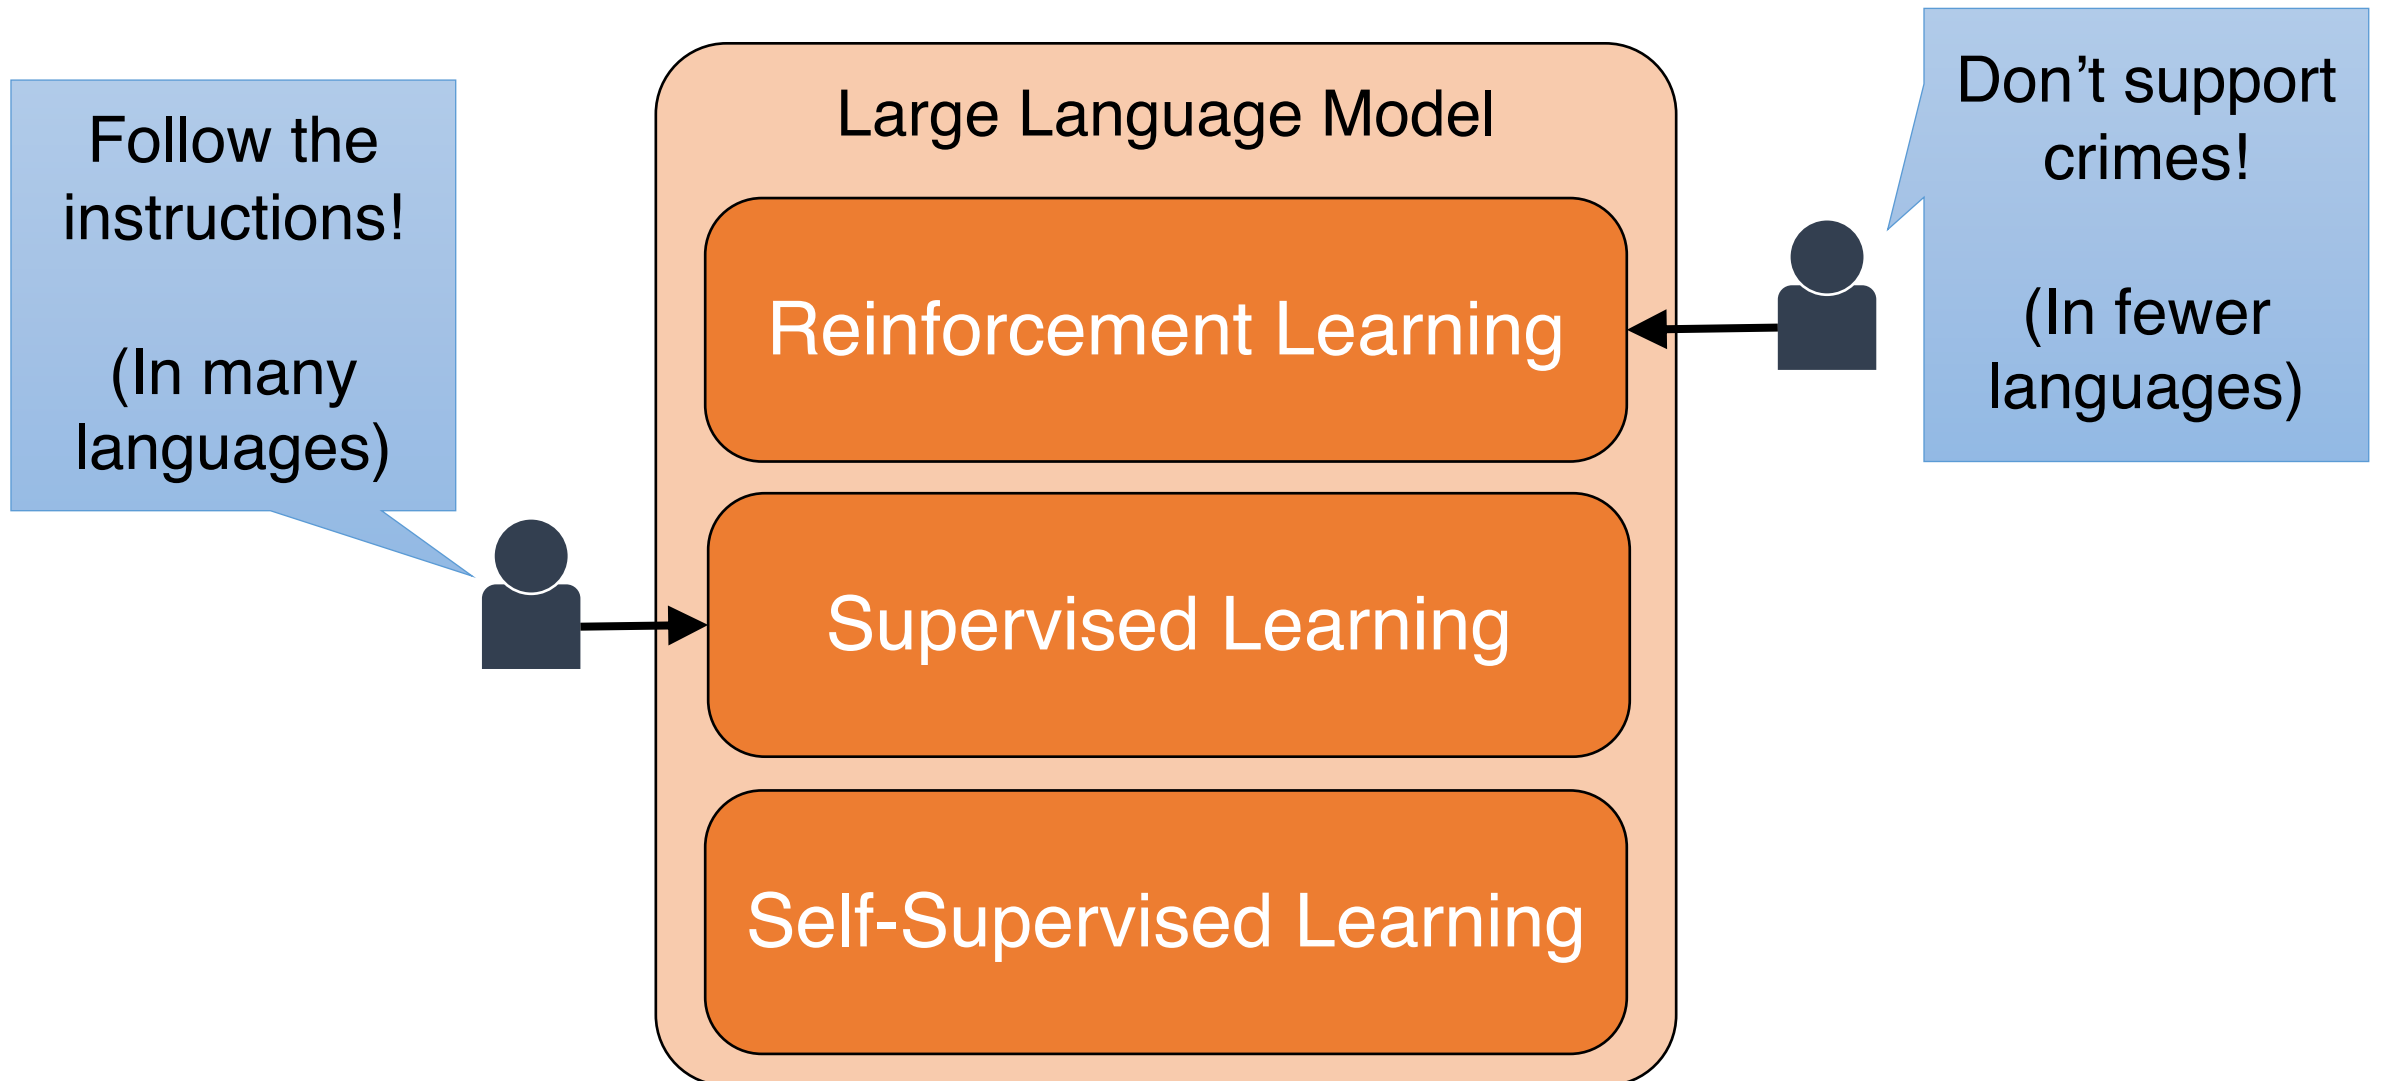 Follow the
instructions!
(In many
languages)
Large Language Model
Reinforcement Learning
Supervised Learning
Self-Supervised Learning
Don’t support
crimes!
(In fewer
languages)